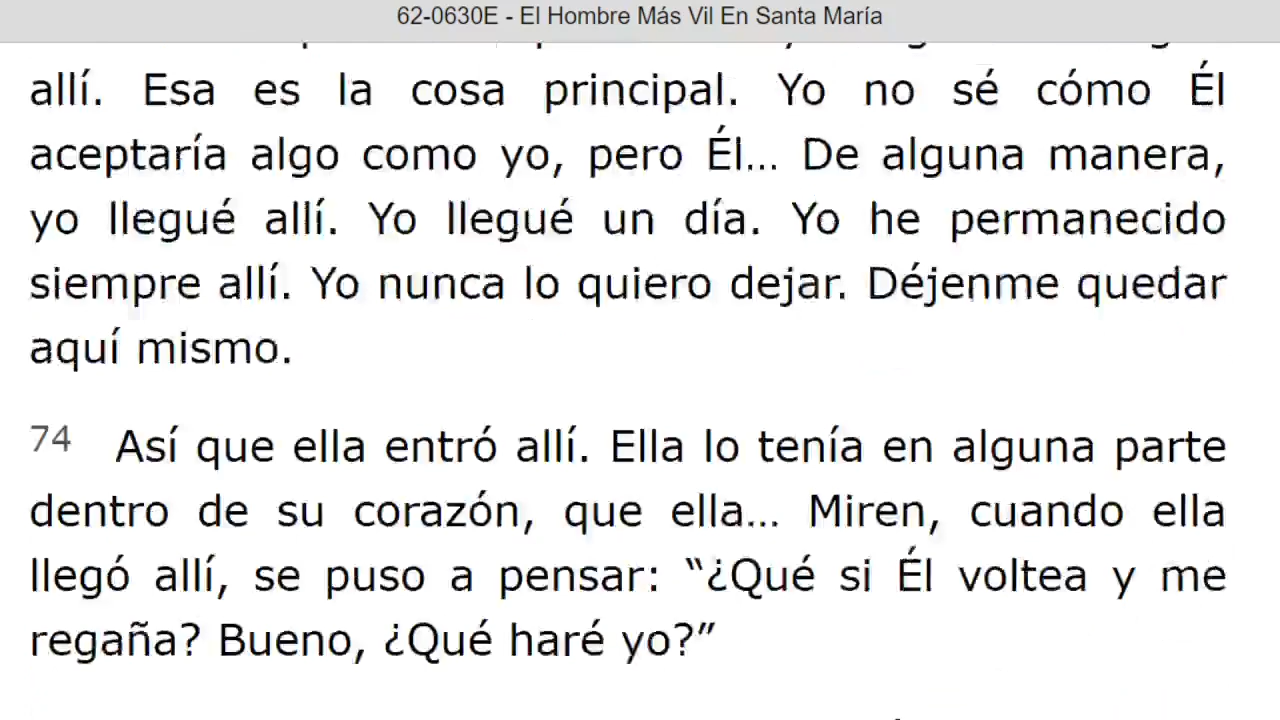 62-0630E - El Hombre Más Vil En Santa María
allí. Esa es la cosa principal. Yo no sé cómo Él
aceptaría algo como yo, pero Él... De alguna manera,
yo llegué allí. Yo llegué un día. Yo he permanecido
siempre allí. Yo nunca lo quiero dejar. Déjenme quedar
aquí mismo.
74 Así que ella entró allí. Ella lo tenía en alguna parte
dentro de su corazón, que ella... Miren, cuando ella
llegó allí, se puso a pensar: “¿Qué si Él voltea y me
regaña? Bueno, ¿Qué haré yo?”